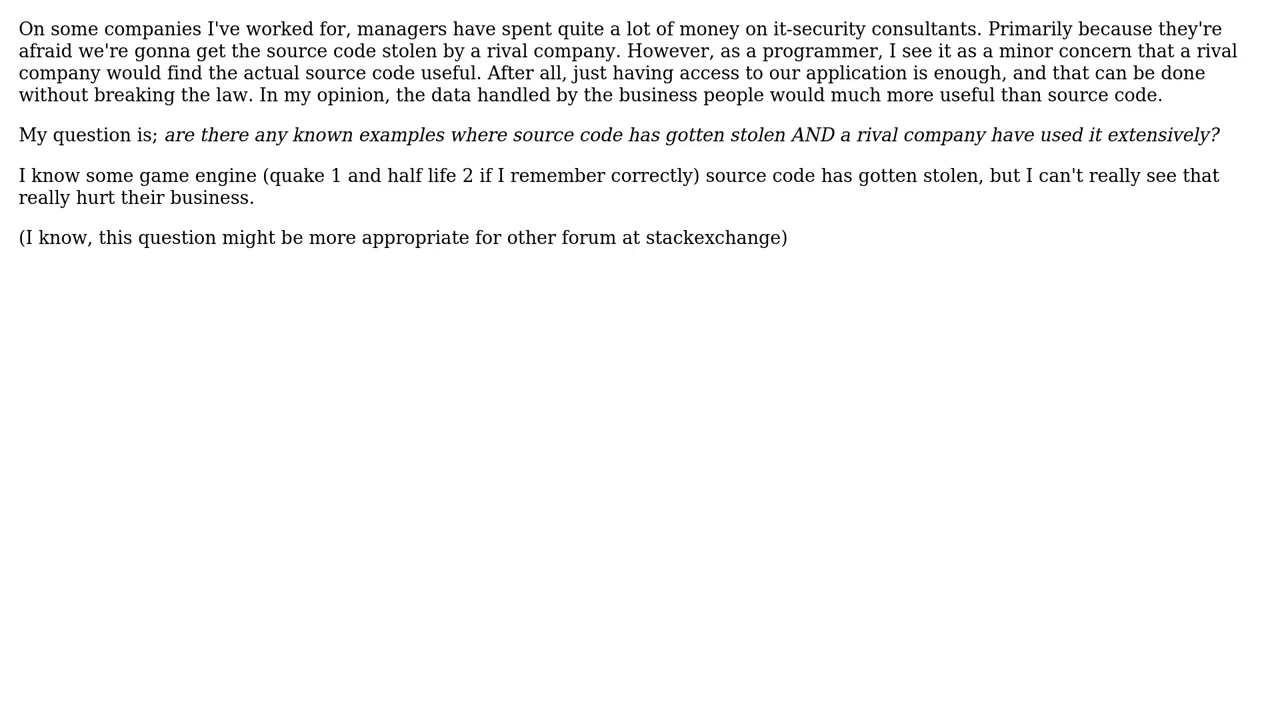 On some companies I've worked for, managers have spent quite a lot of money on it-security consultants. Primarily because they're
afraid we're gonna get the source code stolen by a rival company. However, as a programmer, I see it as a minor concern that a rival
company would find the actual source code useful. After all, just having access to our application is enough, and that can be done
without breaking the law. In my opinion, the data handled by the business people would much more useful than source code.
My question is; are there any known examples where source code has gotten stolen AND a rival company have used it extensively?
I know some game engine (quake 1 and half life 2 if I remember correctly) source code has gotten stolen, but I can't really see that
really hurt their business.
(I know, this question might be more appropriate for other forum at stackexchange)